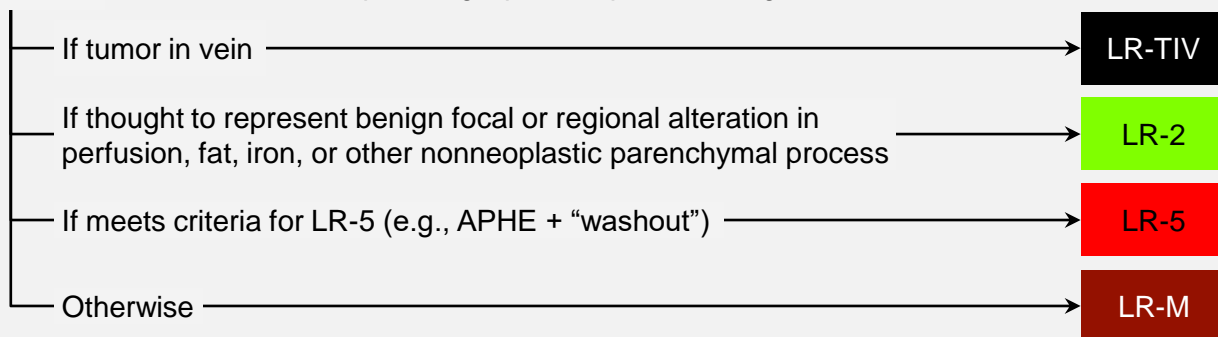 If tumor in vein
LR-TIV
If thought to represent benign focal or regional alteration in
perfusion, fat, iron, or other nonneoplastic parenchymal process
LR-2
If meets criteria for LR-5 (e.g., APHE + “washout”)
LR-5
Otherwise
LR-M